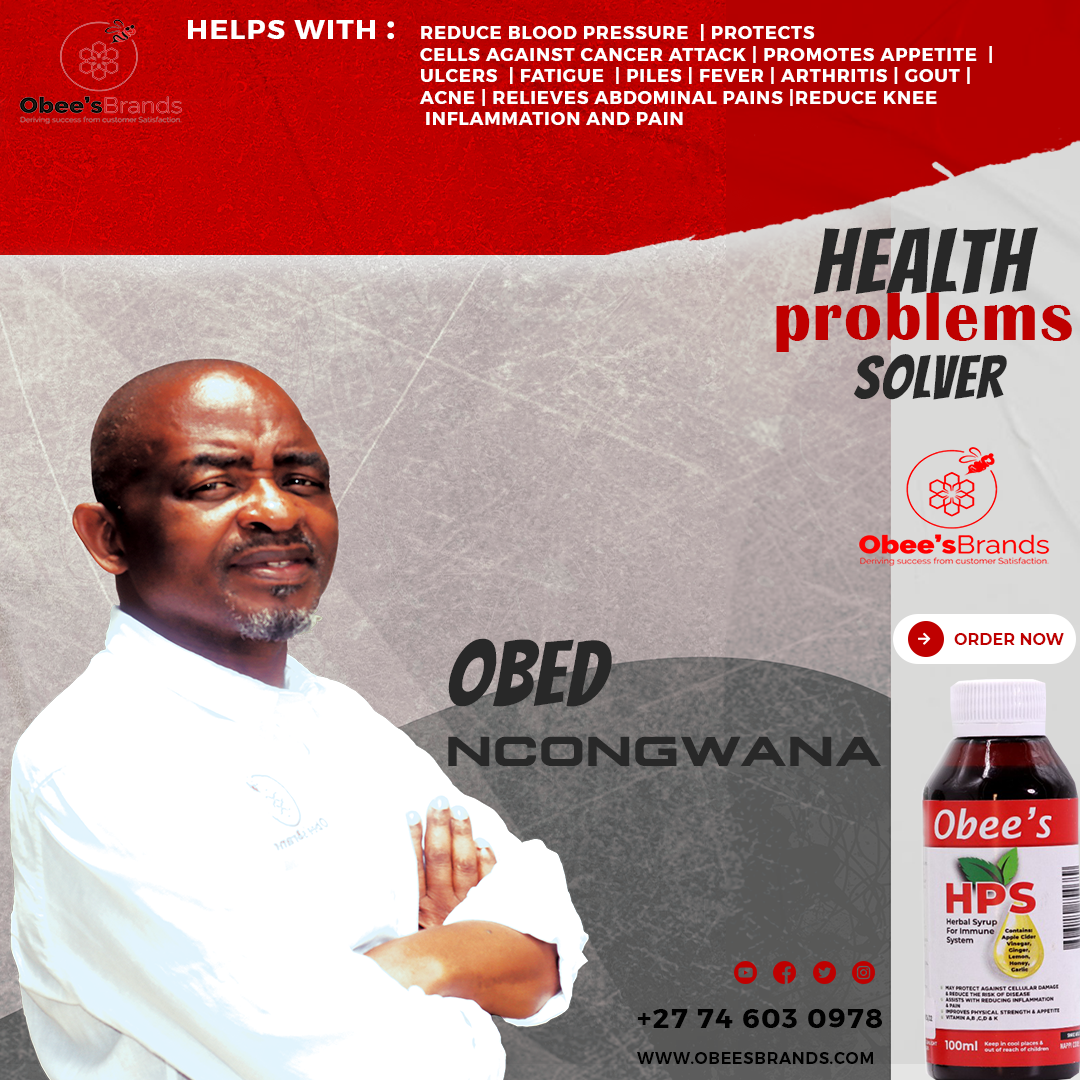 Obee'sBrands
Deriving success from customer Satisfaction.
HELPS WITH :
REDUCE BLOOD PRESSURE | PROTECTS
CELLS AGAINST CANCER ATTACK | PROMOTES APPETITE |
ULCERS | FATIGUE | PILES | FEVER | ARTHRITIS | GOUT |
ACNE | RELIEVES ABDOMINAL PAINS |REDUCE KNEE
INFLAMMATION AND PAIN
HEALTH
problems
SOLVER
Obee'sBrands
Deriving success from customer Satisfaction.
ORDER NOW
OBED
NCONGWANA
Obee's
HPS
Herbal Syrup
For Immune
System
Contains:
Apple Cider
Vinegar,
Ginger,
Lemon,
Honey,
Garlic
MAY PROTECT AGAINST CELLULAR DAMAGE
& REDUCE THE RISK OF DISEASE
ASSISTS WITH REDUCING INFLAMMATION
& PAIN
IMPROVES PHYSICAL STRENGTH & APPETITE
VITAMIN A,B ,C,D & K
100ml
Keep in cool places &
out of reach of children
+27 74 603 0978
WWW.OBEESBRANDS.COM